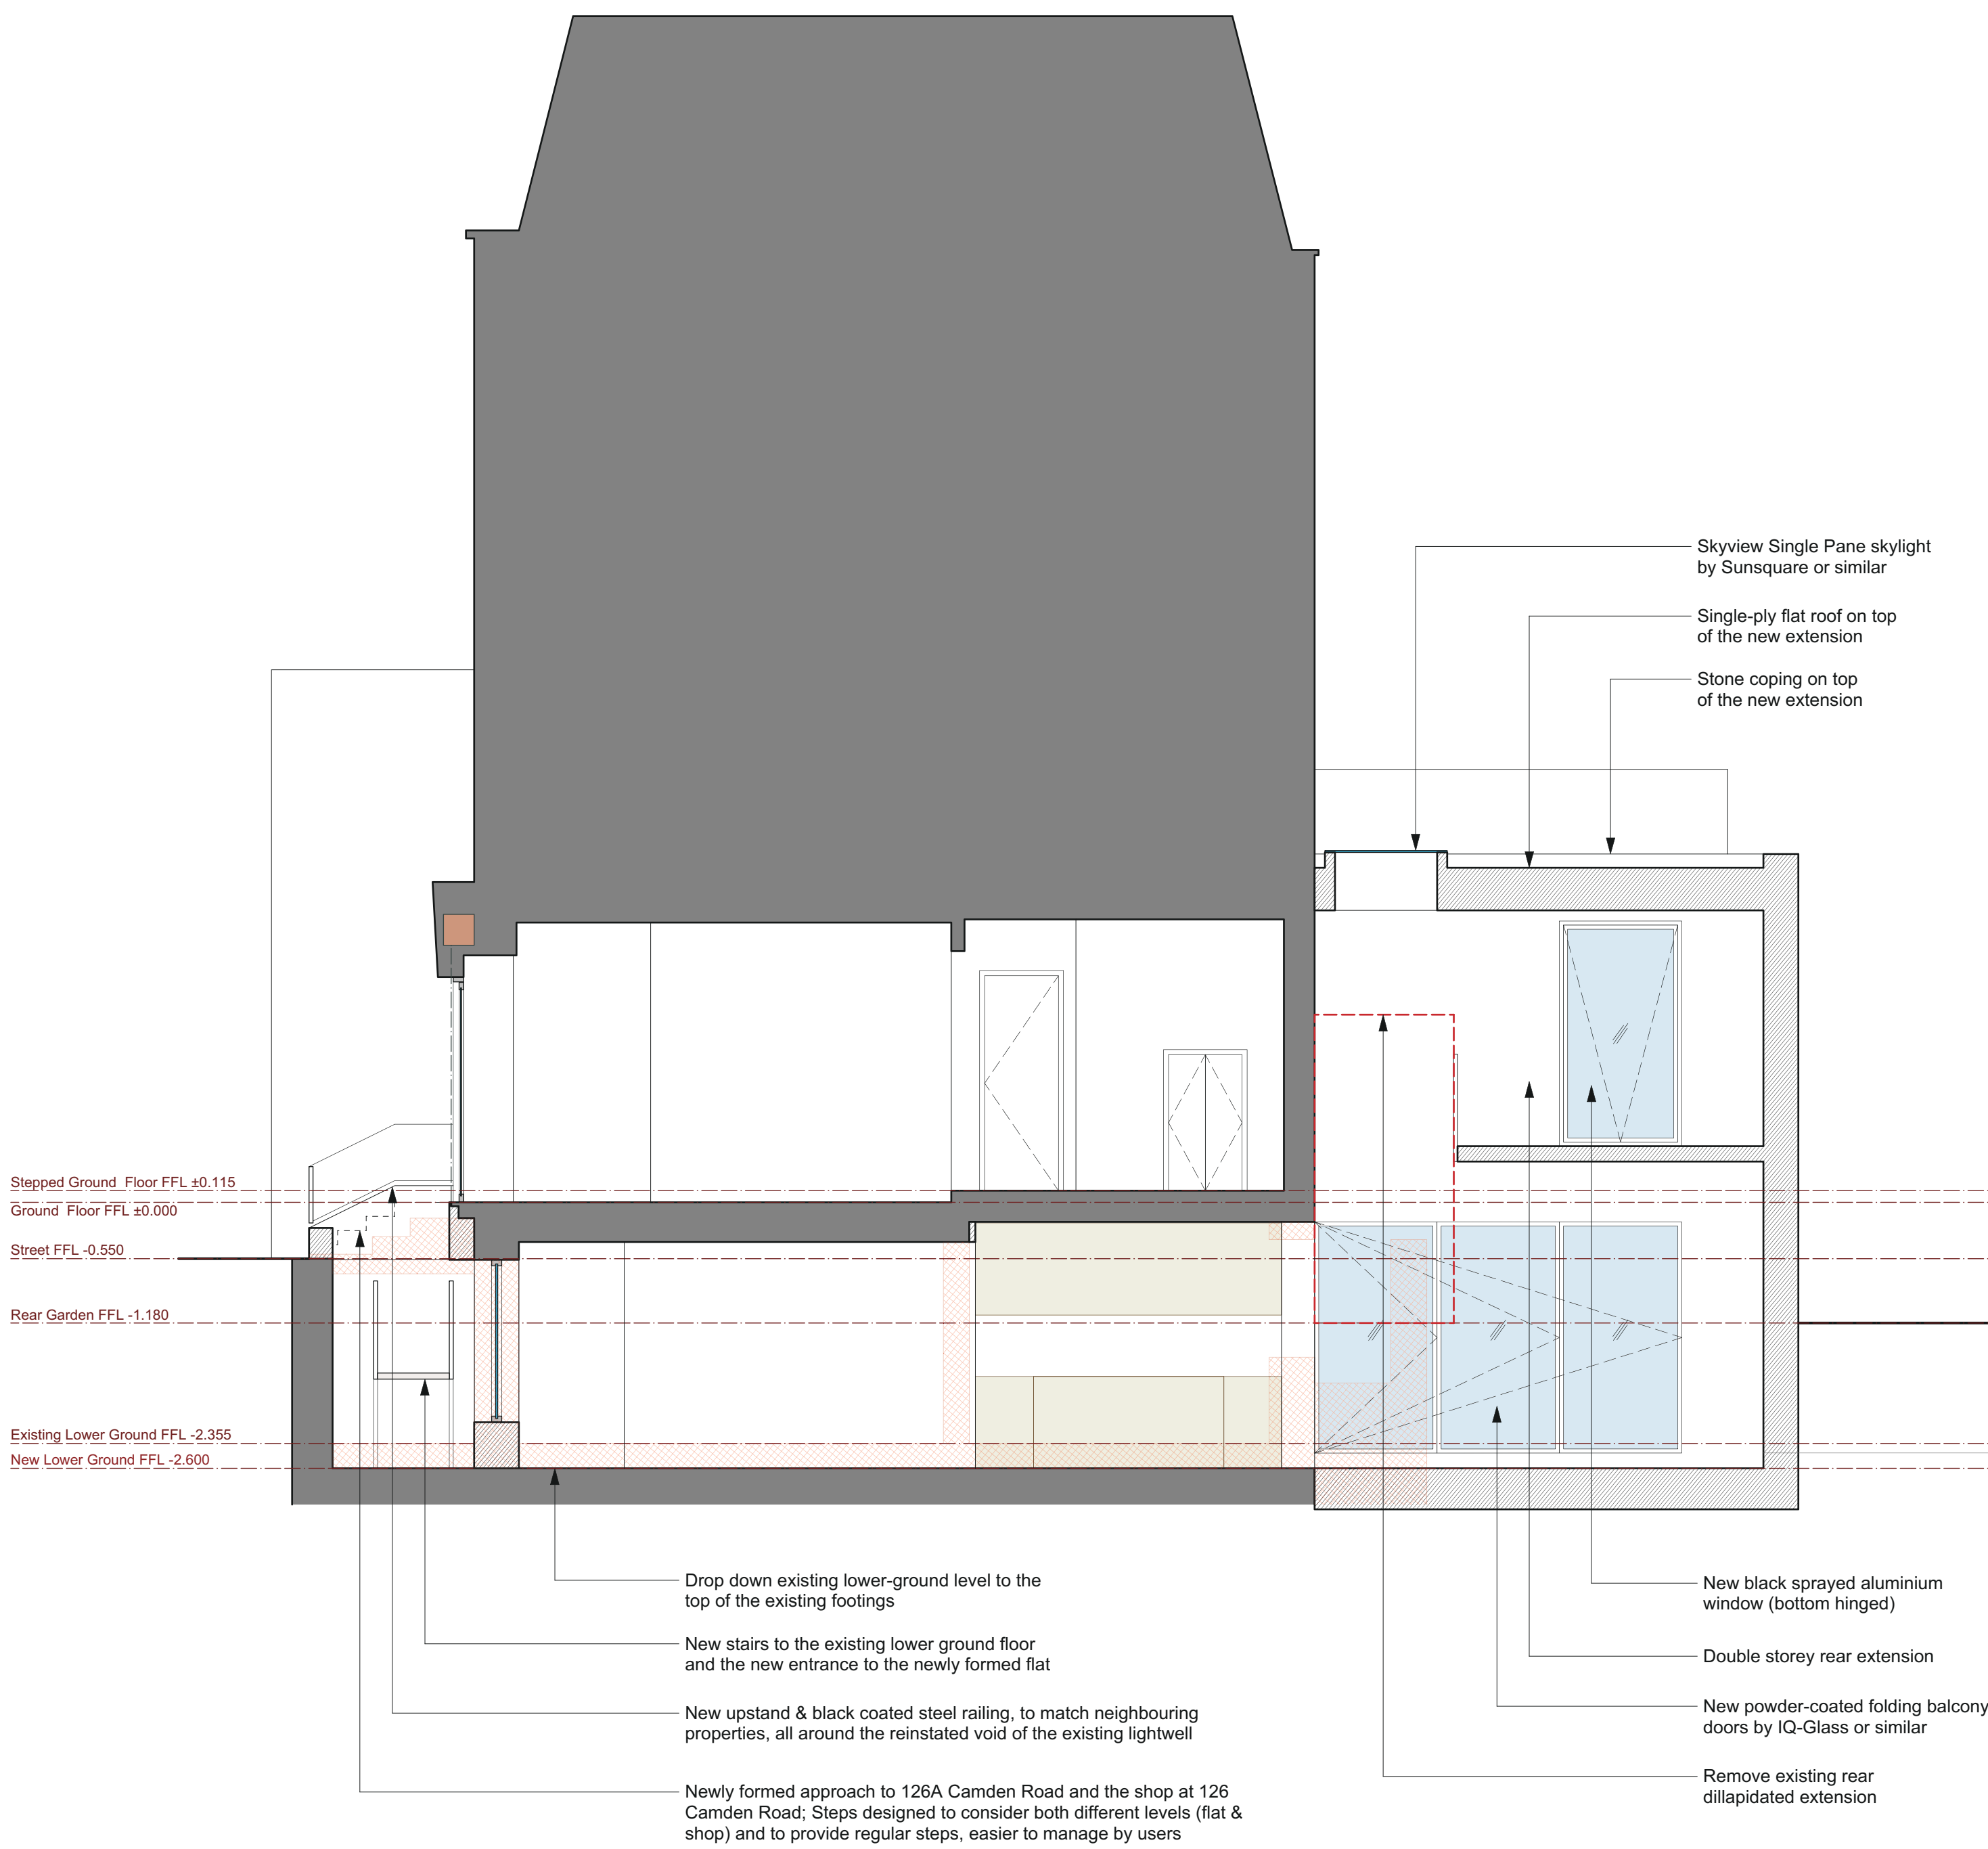 Skyview Single Pane skylight
by Sunsquare or similar
Single-ply flat roof on top
of the new extension
Stone coping on top
of the new extension
Stepped Ground Floor FFL ±0.115
Ground Floor FFL ±0.000
Street FFL -0.550
Rear Garden FFL -1.180
Existing Lower Ground FFL -2.355
New Lower Ground FFL -2.600
Drop down existing lower-ground level to the
top of the existing footings
New stairs to the existing lower ground floor
and the new entrance to the newly formed flat
New upstand & black coated steel railing, to match neighbouring
properties, all around the reinstated void of the existing lightwell
Newly formed approach to 126A Camden Road and the shop at 126
Camden Road; Steps designed to consider both different levels (flat &
shop) and to provide regular steps, easier to manage by users
New black sprayed aluminium
window (bottom hinged)
Double storey rear extension
New powder-coated folding balcony
doors by IQ-Glass or similar
Remove existing rear
dillapidated extension